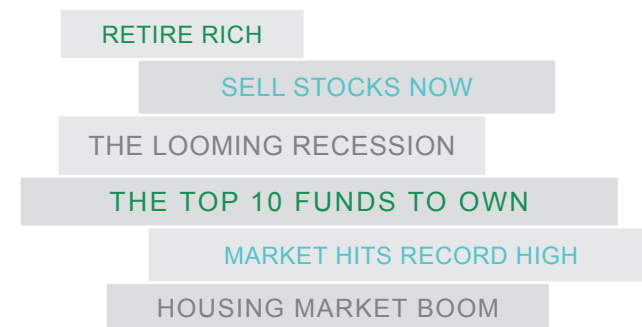 RETIRE RICH
SELL STOCKS NOW
THE LOOMING RECESSION
THE TOP 10 FUNDS TO OWN
MARKET HITS RECORD HIGH
HOUSING MARKET BOOM